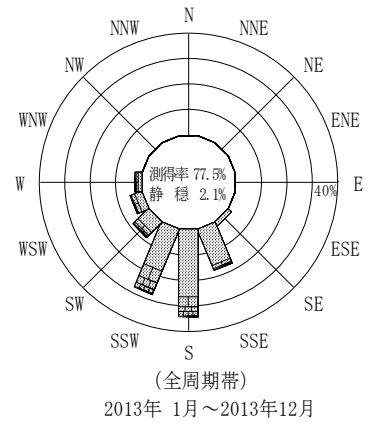 N
NNW NNE
NW NE
WNW ENE
測得率 77.5%
静 穏 2.1%
W 40% E
WSW ESE
SW SE
SSW SSE
S
(全周期帯)
2013年 1月～2013年12月